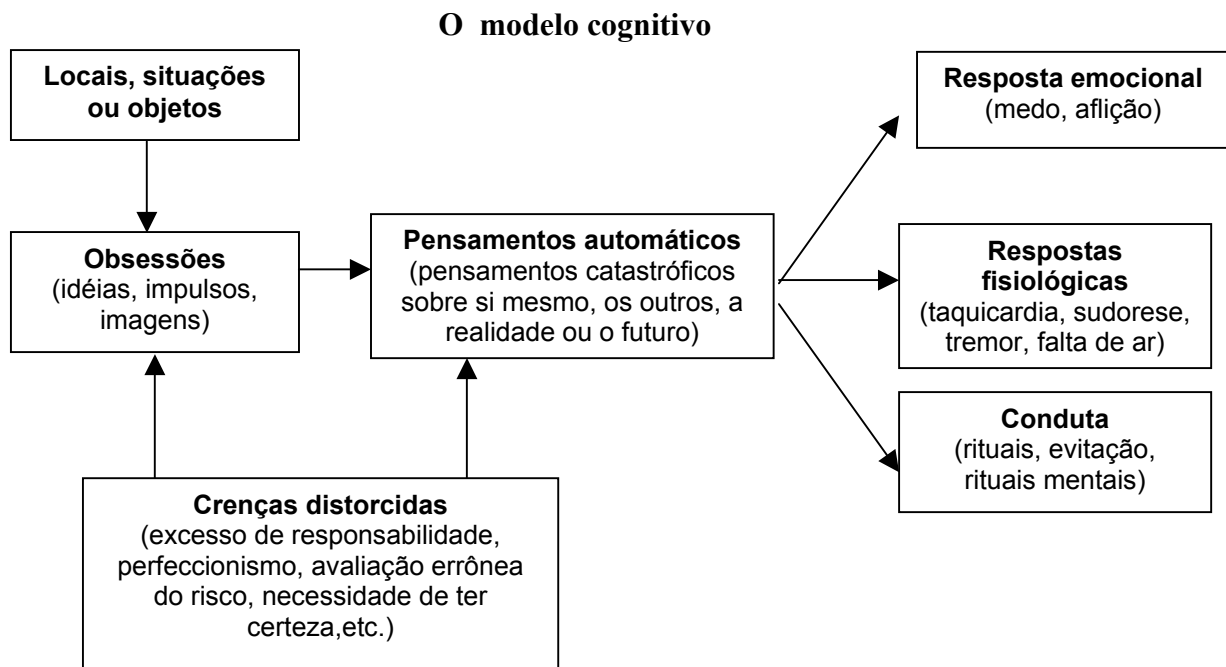 O modelo cognitivo
Locais, situações
ou objetos
Obsessões
(idéias, impulsos,
imagens)
Pensamentos automáticos
(pensamentos catastróficos
sobre si mesmo, os outros, a
realidade ou o futuro)
Crenças distorcidas
(excesso de responsabilidade,
perfeccionismo, avaliação errônea
do risco, necessidade de ter
certeza,etc.)
Resposta emocional
(medo, aflição)
Respostas
fisiológicas
(taquicardia, sudorese,
tremor, falta de ar)
Conduta
(rituais, evitação,
rituais mentais)